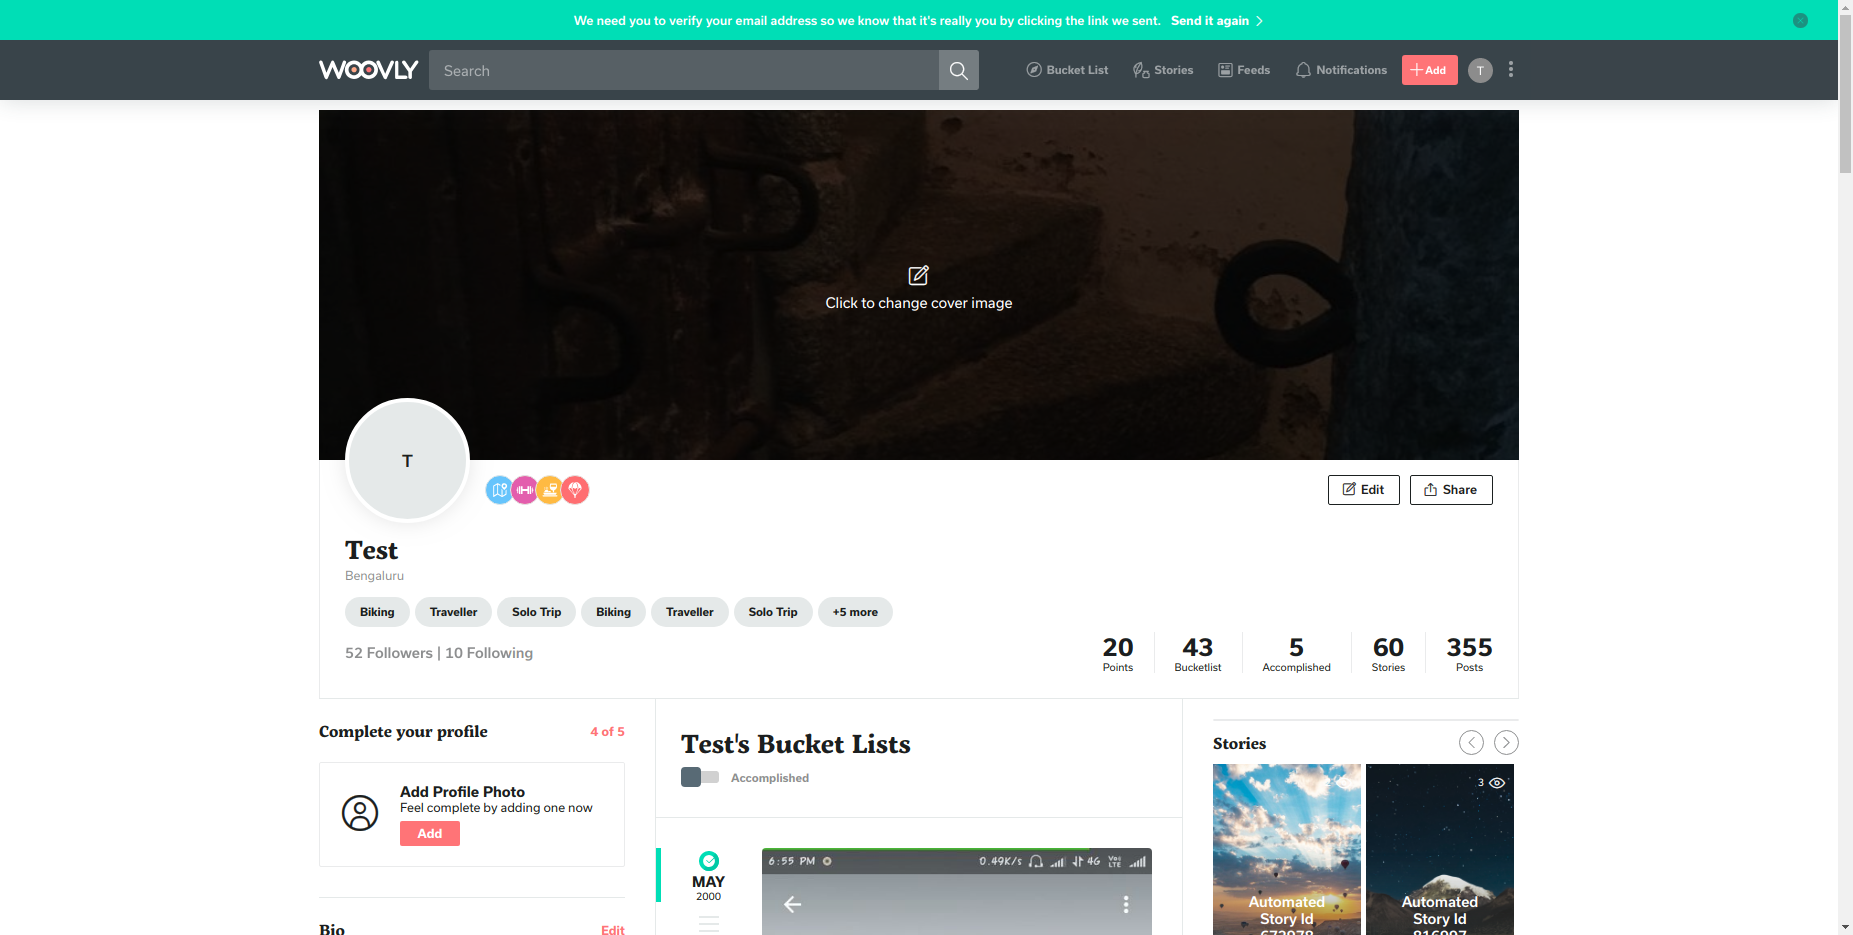 We need you to verify your email address so we know that it's really you by clicking the link we sent. Send it again
WOOVLY
Search
Bucket List
Stories
Feeds
Notifications
Add
T
Click to change cover image
T
Edit
Share
Test
Bengaluru
Biking
Traveller
Solo Trip
Biking
Traveller
Solo Trip
+5 more
52 Followers | 10 Following
20
Points
43
Bucketlist
5
Accomplished
60
Stories
355
Posts
Complete your profile
4 of 5
Add Profile Photo
Feel complete by adding one now
Add
Bio
Edit
Test's Bucket Lists
Accomplished
MAY
2000
6:55 PM
0.49K/s
4G
Vo
LTE
Stories
Automated
Story Id
3
Automated
Story Id